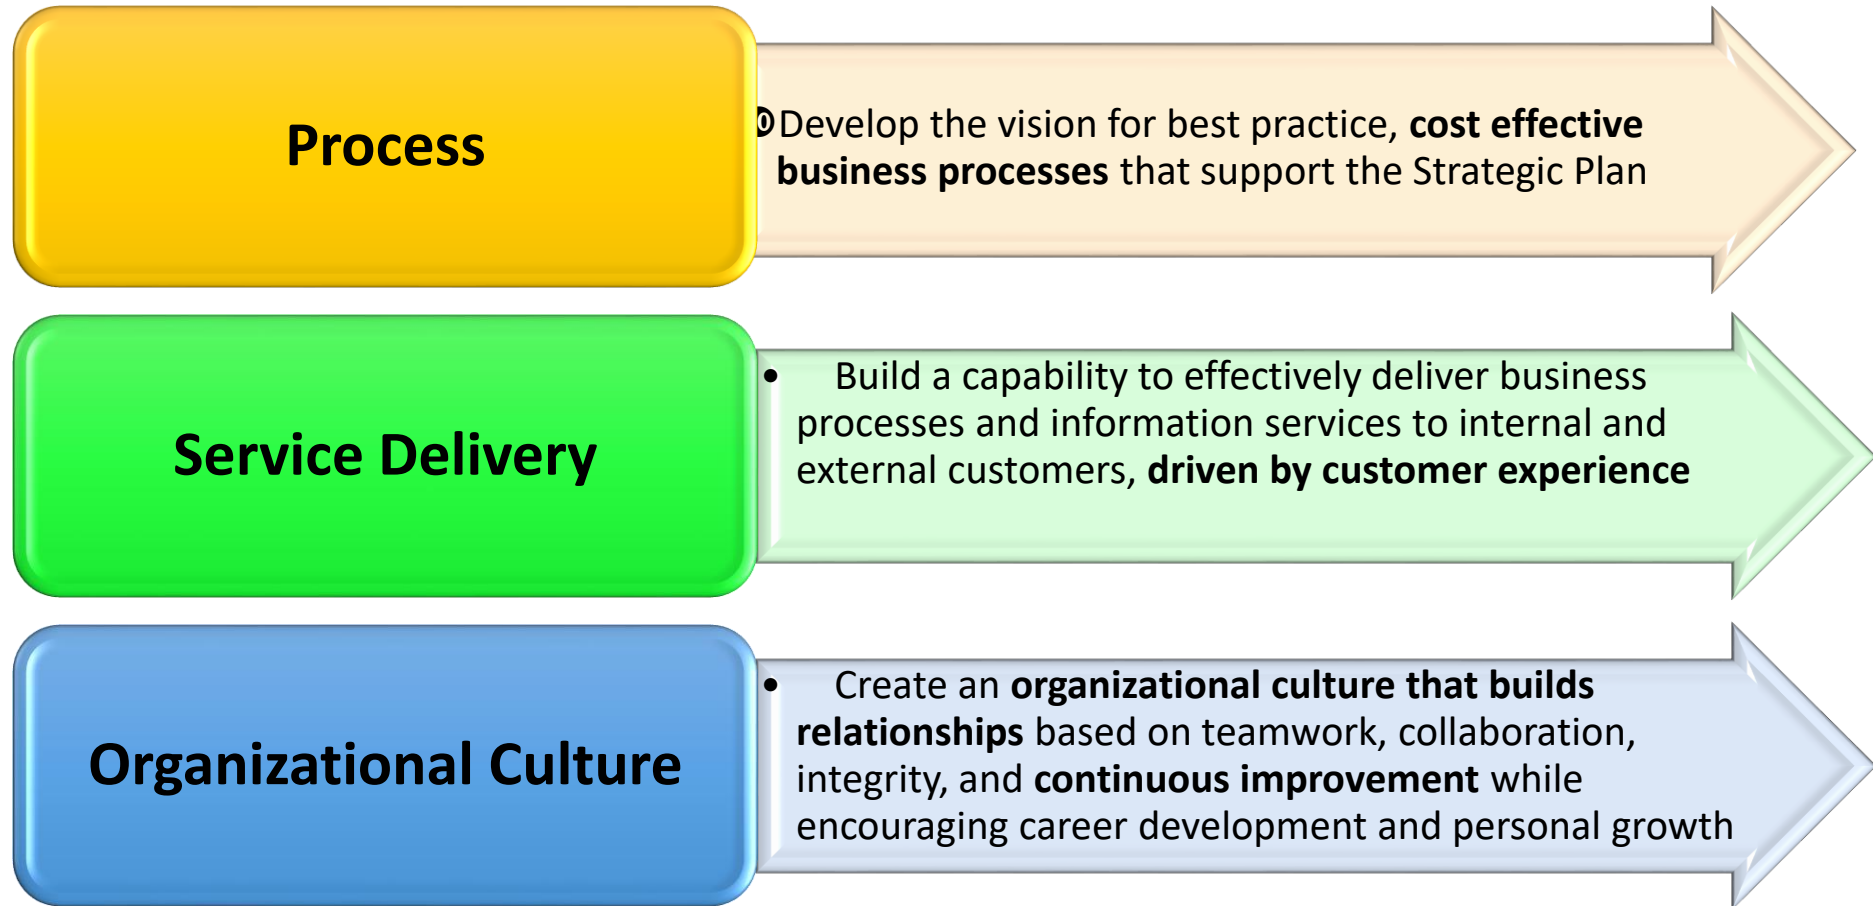 Process
Develop the vision for best practice, cost effective
business processes that support the Strategic Plan
Service Delivery
• Build a capability to effectively deliver business
processes and information services to internal and
external customers, driven by customer experience
Organizational Culture
• Create an organizational culture that builds
relationships based on teamwork, collaboration,
integrity, and continuous improvement while
encouraging career development and personal growth